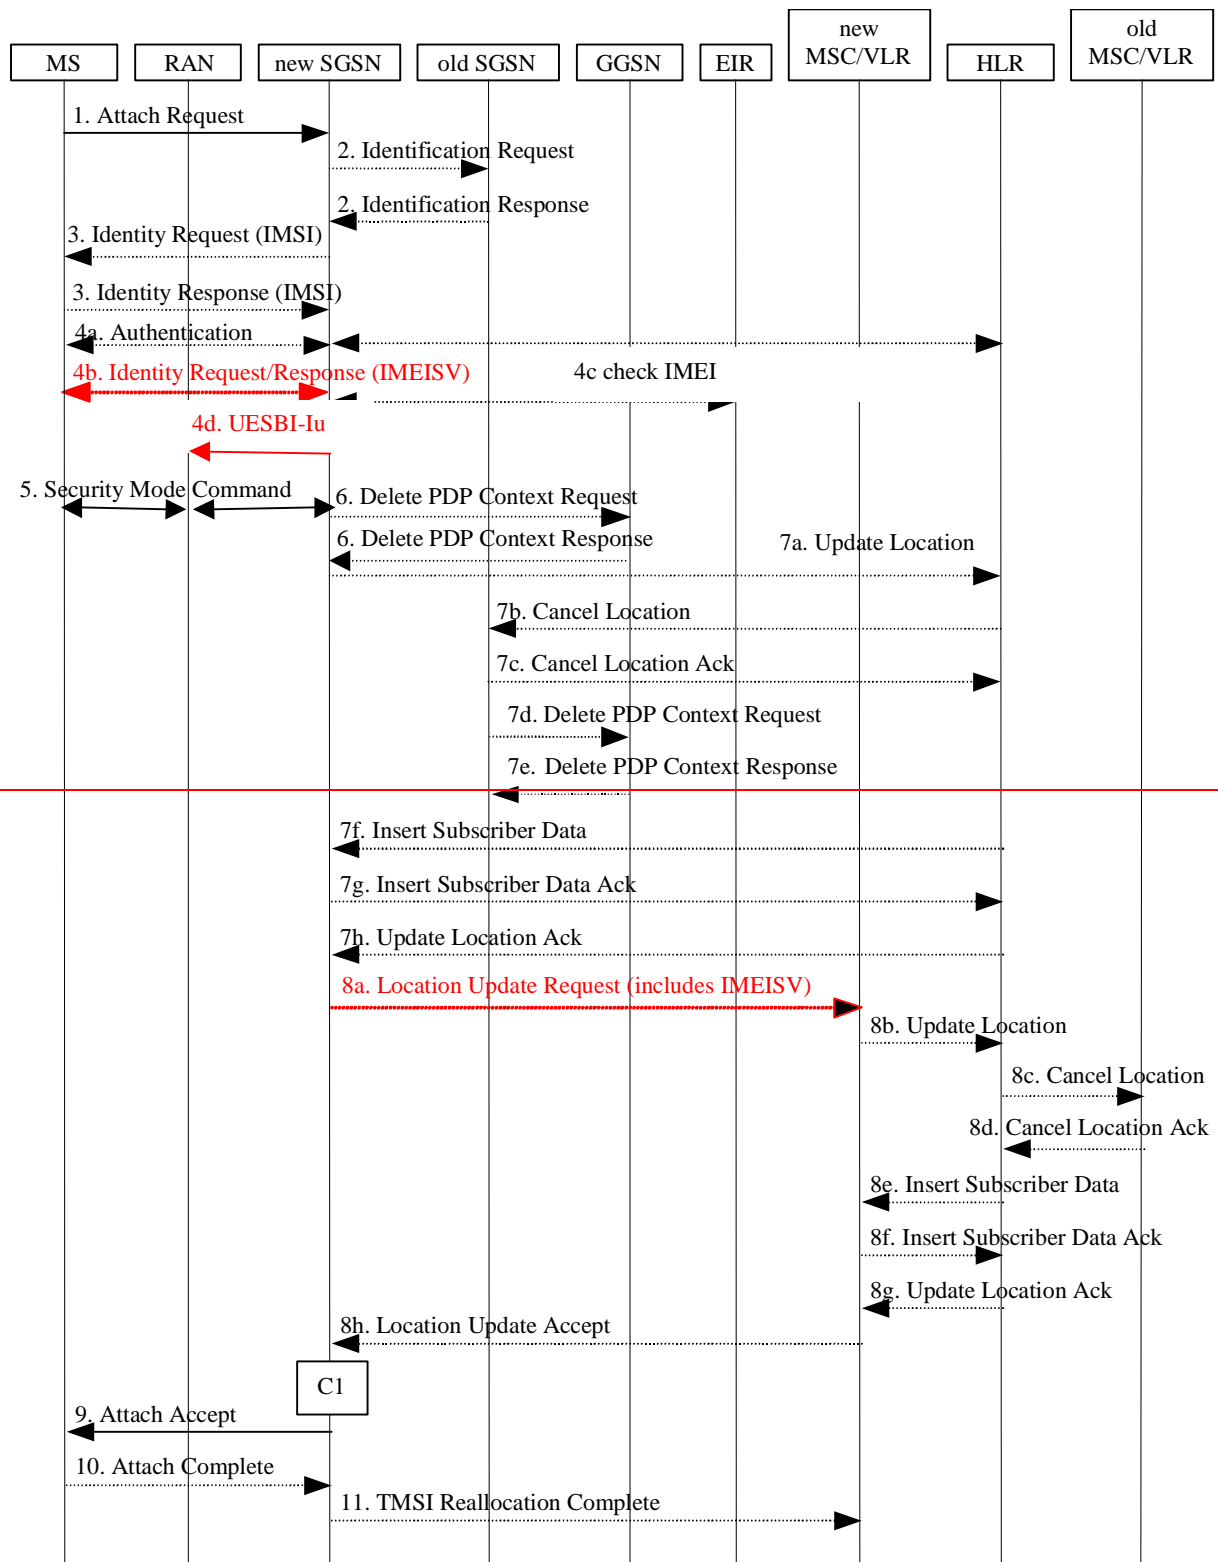 new
MSC/VLR
old
MSC/VLR
MS
RAN
new SGSN
old SGSN
GGSN
EIR
HLR
1. Attach Request
2. Identification Request
2. Identification Response
3. Identity Request (IMSI)
3. Identity Response (IMSI)
4a. Authentication
4b. Identity Request/Response (IMEISV)
4c check IMEI
4d. UESBI-Iu
5. Security Mode Command
6. Delete PDP Context Request
6. Delete PDP Context Response
7a. Update Location
7b. Cancel Location
7c. Cancel Location Ack
7d. Delete PDP Context Request
7e. Delete PDP Context Response
7f. Insert Subscriber Data
7g. Insert Subscriber Data Ack
7h. Update Location Ack
8a. Location Update Request (includes IMEISV)
8b. Update Location
8c. Cancel Location
8d. Cancel Location Ack
8e. Insert Subscriber Data
8f. Insert Subscriber Data Ack
8g. Update Location Ack
8h. Location Update Accept
C1
9. Attach Accept
10. Attach Complete
11. TMSI Reallocation Complete